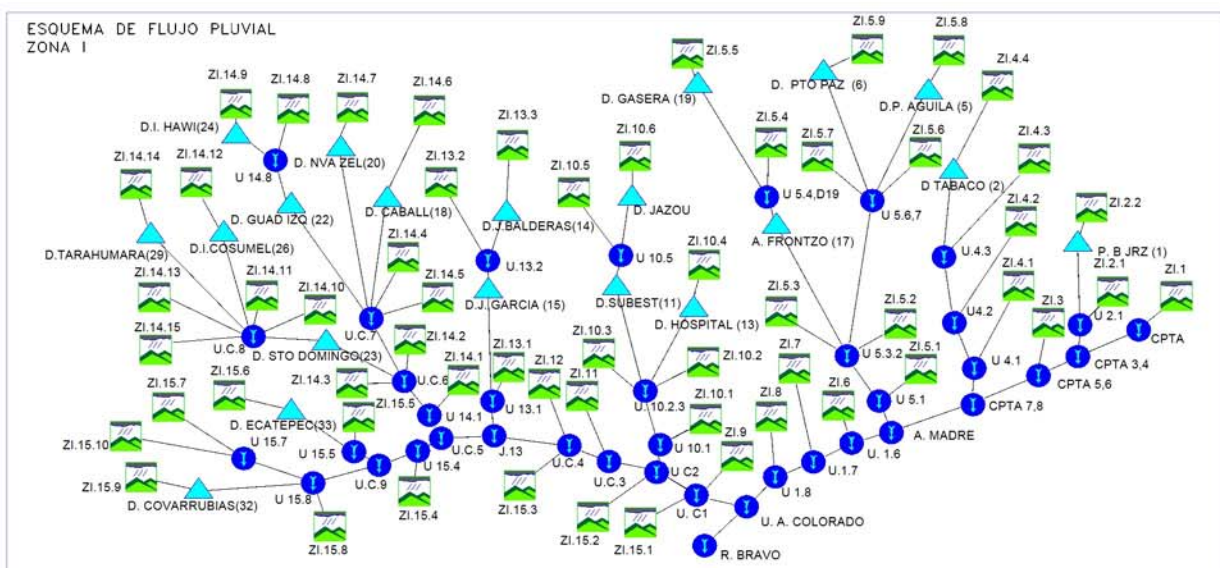 ESQUEMA DE FLUJO PLUVIAL
ZONA I
ZI.5.9
ZI.5.8
ZI.5.5
ZI.14.9
ZI.14.8
ZI.14.7
ZI.14.6
ZI.4.4
D. PTO PAZ (6)
D. GASERA (19)
D.P. AGUILA (5)
ZI.13.3
ZI.10.6
ZI.5.4
ZI.5.7
ZI.5.6
ZI.4.3
D.I. HAWI(24)
ZI.14.14
ZI.14.12
D. NVA ZEL(20)
ZI.13.2
ZI.10.5
U 14.8
D TABACO (2)
U 5.4,D19
U 5.6,7
ZI.4.2
ZI.2.2
D. GUAD IZQ (22)
D. CABALL(18)
D.J.BALDERAS(14)
D. JAZOU
A. FRONTZO (17)
D.TARAHUMARA(29)
D.I.COSUMEL(26)
ZI.14.4
ZI.10.4
U.4.3
ZI.4.1
P. B JRZ (1)
U.13.2
U 10.5
ZI.14.13
ZI.14.11
ZI.14.10
ZI.14.5
ZI.5.3
ZI.2.1
ZI.1
D.J.GARCIA (15)
D.SUBEST(11)
D. HOSPITAL (13)
ZI.5.2
ZI.3
ZI.14.15
U.C.7
U4.2
U 2.1
CPTA
U.C.8
D. STO DOMINGO(23)
ZI.14.2
ZI.14.1
ZI.13.1
ZI.12
ZI.10.3
ZI.10.2
ZI.7
U 5.3.2
ZI.5.1
U 4.1
CPTA 3,4
CPTA 5,6
ZI.15.6
ZI.15.7
ZI.14.3
U.C.6
ZI.11
U. 10.2.3
ZI.10.1
ZI.8
ZI.6
U 5.1
CPTA 7,8
ZI.15.5
U 14.1
U 13.1
D. ECATEPEC(33)
ZI.15.10
U 15.7
U 15.5
U 15.4
U.C.5
J.13
U.C.4
U.C.3
U 10.1
ZI.9
U. 1.6
A. MADRE
U.1.7
U C2
U 1.8
U.C.9
U 15.8
ZI.15.9
D. COVARRUBIAS(32)
ZI.15.4
ZI.15.3
ZI.15.2
ZI.15.1
U. C1
U. A. COLORADO
ZI.15.8
R. BRAVO